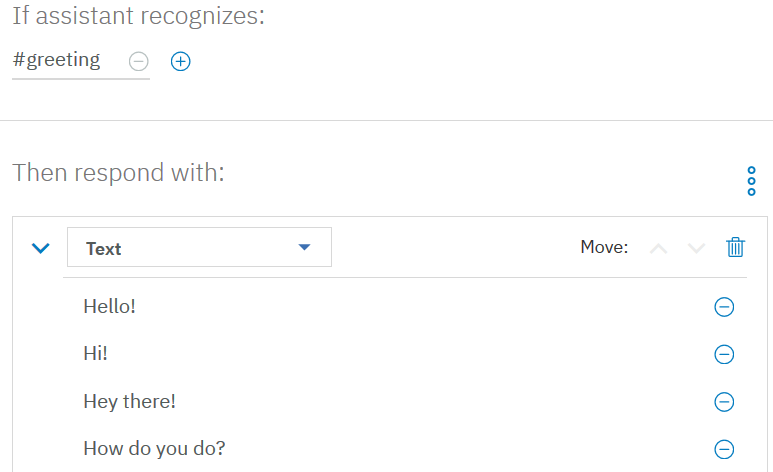 If assistant recognizes:
#greeting
Then respond with:
Text
Move:
Hello!
Hi!
Hey there!
How do you do?